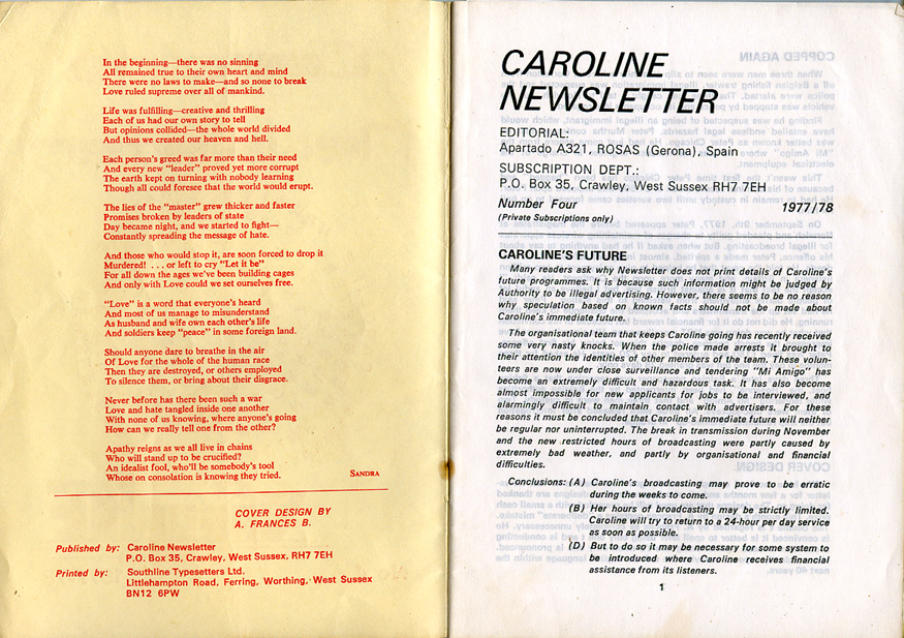 In the beginning—there was no sinning
All remained true to their own heart and mind
There were no laws to make—and so none to break
Love ruled supreme over all of mankind.
Life was fulfilling—creative and thrilling
Each of us had our own story to tell
But opinions collided—the whole world divided
And thus we created our heaven and hell.
Each person's greed was far more than their need
And every new "leader" proved yet more corrupt
The earth kept on turning with nobody learning
Though all could foresee that the world would erupt.
The lies of the "master" grew thicker and faster
Promises broken by leaders of state
Day became night, and we started to fight—
Constantly spreading the message of hate.
And those who would stop it, are soon forced to drop it
Murdered! . . . or left to cry "Let it be"
For all down the ages we've been building cages
And only with Love could we set ourselves free.
"Love" is a word that everyone's heard
And most of us manage to misunderstand
As husband and wife own each other's life
And soldiers keep "peace" in some foreign land.
Should anyone dare to breathe in the air
Of Love for the whole of the human race
Then they are destroyed, or others employed
To silence them, or bring about their disgrace.
Never before has there been such a war
Love and hate tangled inside one another
With none of us knowing, where anyone's going
How can we really tell one from the other?
Apathy reigns as we all live in chains
Who will stand up to be crucified?
An idealist fool, who'll be somebody's tool
Whose on consolation is knowing they tried.
SANDRA
COVER DESIGN BY
A. FRANCES B.
Published by: Caroline Newsletter
P.O. Box 35, Crawley, West Sussex, RH7 7EH
Printed by: Southline Typesetters Ltd.
Littlehampton Road, Ferring, Worthing, West Sussex
BN12 6PW
CAROLINE
NEWSLETTER
EDITORIAL:
Apartado A321, ROSAS (Gerona), Spain
SUBSCRIPTION DEPT.:
P.O. Box 35, Crawley, West Sussex RH7 7EH
Number Four 1977/78
(Private Subscriptions only)
CAROLINE'S FUTURE
Many readers ask why Newsletter does not print details of Caroline's
future programmes. It is because such information might be judged by
Authority to be illegal advertising. However, there seems to be no reason
why speculation based on known facts should not be made about
Caroline's immediate future.
The organisational team that keeps Caroline going has recently received
some very nasty knocks. When the police made arrests it brought to
their attention the identities of other members of the team. These volun-
teers are now under close surveillance and tendering "Mi Amigo" has
become an extremely difficult and hazardous task. It has also become
almost impossible for new applicants for jobs to be interviewed, and
alarmingly difficult to maintain contact with advertisers. For these
reasons it must be concluded that Caroline's immediate future will neither
be regular nor uninterrupted. The break in transmission during November
and the new restricted hours of broadcasting were partly caused by
extremely bad weather, and partly by organisational and financial
difficulties.
Conclusions: (A) Caroline's broadcasting may prove to be erratic
during the weeks to come.
(B) Her hours of broadcasting may be strictly limited.
Caroline will try to return to a 24-hour per day service
as soon as possible.
(D) But to do so it may be necessary for some system to
be introduced where Caroline receives financial
assistance from its listeners.
1